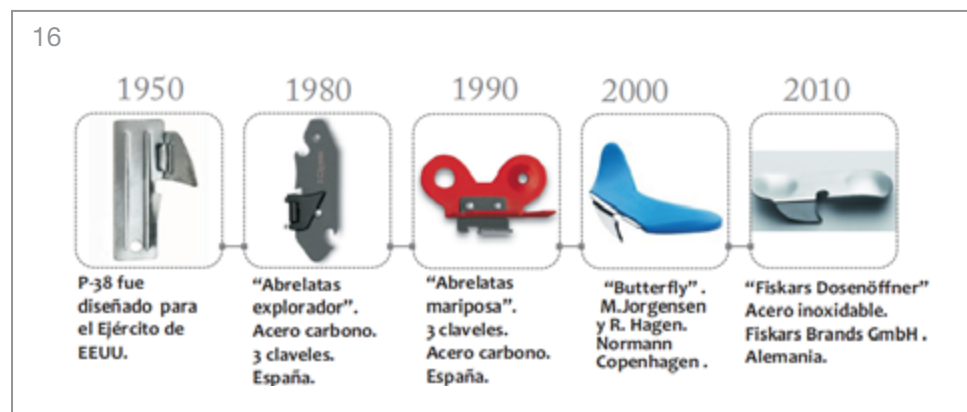 16
1950
1980
1990
2000
2010
P-38 fue
diseñado para
el Ejército de
EEUU.
“Abrelatas
explorador”.
Acero carbono.
3 claveles.
España.
“Abrelatas
mariposa”.
3 claveles.
Acero carbono.
España.
“Butterfly” .
M.Jorgensen
y R. Hagen.
Normann
Copenhagen .
“Fiskars Dosenöffner”
Acero inoxidable.
Fiskars Brands GmbH .
Alemania.